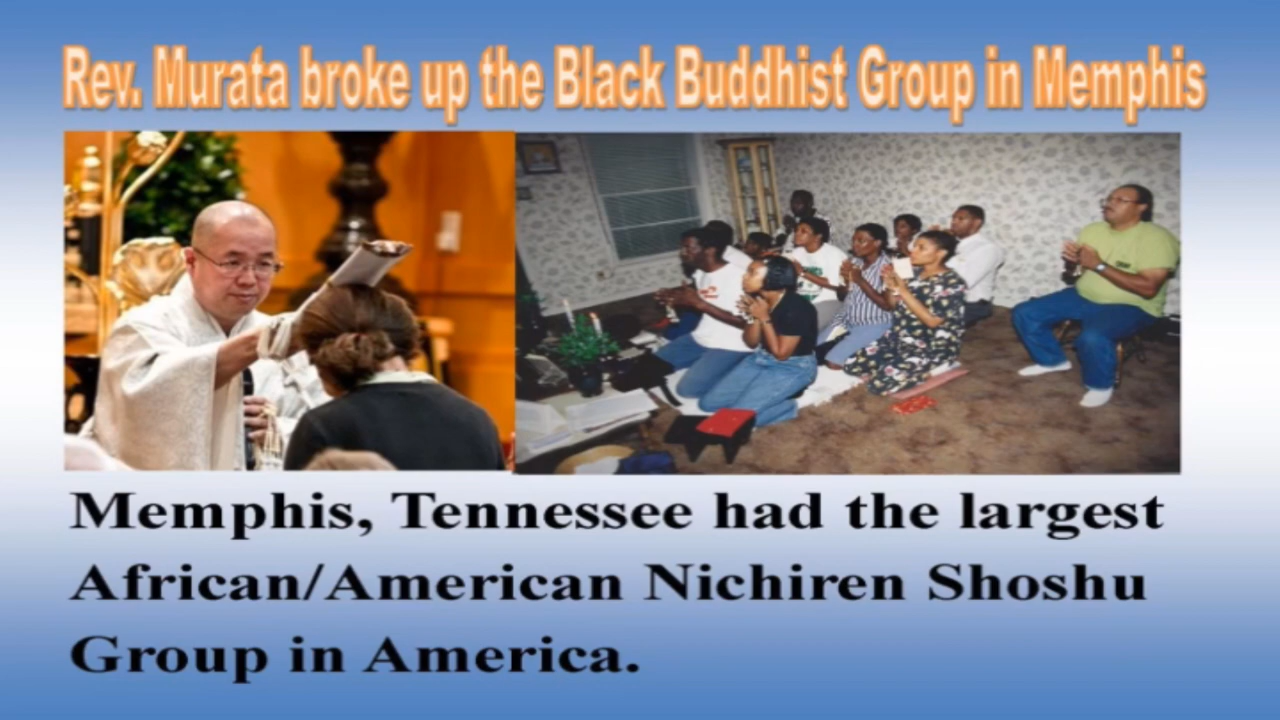 Rev. Murata broke up the Black Buddhist Group in Memphis
Memphis, Tennessee had the largest
African/American Nichiren Shoshu
Group in America.